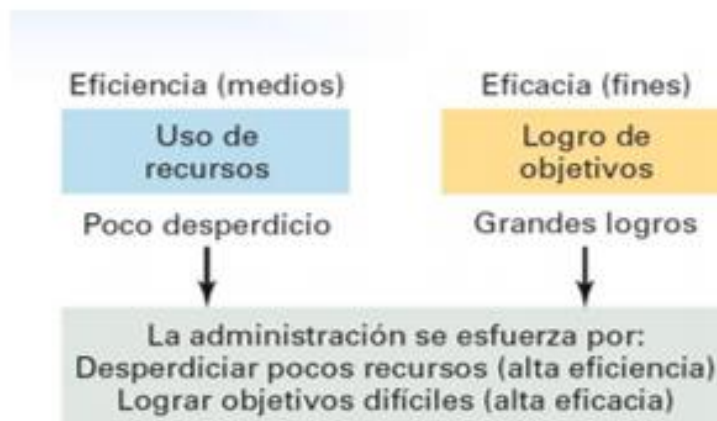 Eficiencia (medios)
Uso de
recursos
Poco desperdicio
Eficacia (fines)
Logro de
objetivos
Grandes logros
La administración se esfuerza por:
Desperdiciar pocos recursos (alta eficiencia)
Lograr objetivos difíciles (alta eficacia)